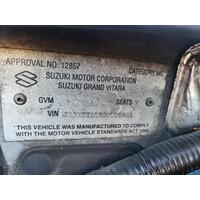 APPROVAL NO. 12857
CATEGORY MC
SUZUKI MOTOR CORPORATION
SUZUKI GRAND VITARA
GVM SEATS
VIN
"THIS VEHICLE WAS MANUFACTURED TO COMPLY
WITH THE MOTOR VEHICLE STANDARDS ACT 1989